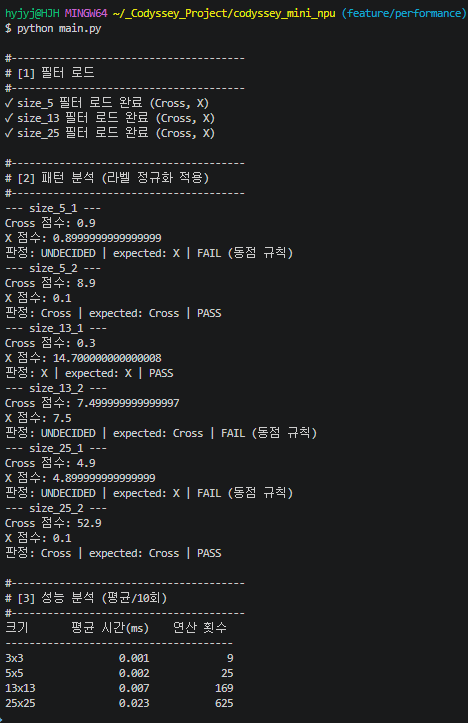 hyjyj@HJH MINGW64 ~/_Codyssey_Project/codyssey_mini_npu (feature/performance)
$ python main.py

#---------------------------------------
# [1] 필터 로드
#---------------------------------------
✓ size_5 필터 로드 완료 (Cross, X)
✓ size_13 필터 로드 완료 (Cross, X)
✓ size_25 필터 로드 완료 (Cross, X)

#---------------------------------------
# [2] 패턴 분석 (라벨 정규화 적용)
#---------------------------------------
--- size_5_1 ---
Cross 점수: 0.9
X 점수: 0.8999999999999999
판정: UNDECIDED | expected: X | FAIL (동점 규칙)
--- size_5_2 ---
Cross 점수: 8.9
X 점수: 0.1
판정: Cross | expected: Cross | PASS
--- size_13_1 ---
Cross 점수: 0.3
X 점수: 14.700000000000008
판정: X | expected: X | PASS
--- size_13_2 ---
Cross 점수: 7.499999999999997
X 점수: 7.5
판정: UNDECIDED | expected: Cross | FAIL (동점 규칙)
--- size_25_1 ---
Cross 점수: 4.9
X 점수: 4.899999999999999
판정: UNDECIDED | expected: X | FAIL (동점 규칙)
--- size_25_2 ---
Cross 점수: 52.9
X 점수: 0.1
판정: Cross | expected: Cross | PASS

#---------------------------------------
# [3] 성능 분석 (평균/10회)
#---------------------------------------
크기 평균 시간(ms) 연산 횟수
--------------------------------------
3x3 0.001 9
5x5 0.002 25
13x13 0.007 169
25x25 0.023 625